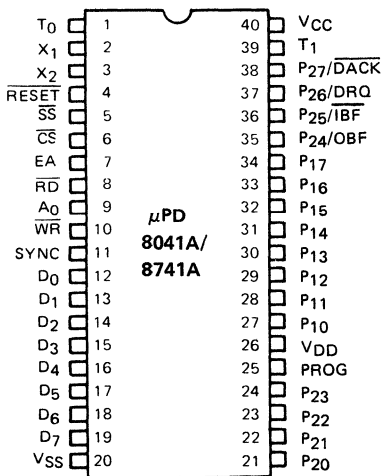 T0 1 40 VCC
X1 2 39 T1
X2 3 38 P27/DACK
RESET 4 37 P26/DRQ
SS 5 36 P25/IBF
CS 6 35 P24/OBF
EA 7 34 P17
RD 8 33 P16
A0 9 32 P15
WR 10 31 P14
SYNC 11 30 P13
D0 12 29 P12
D1 13 28 P11
D2 14 27 P10
D3 15 26 VDD
D4 16 25 PROG
D5 17 24 P23
D6 18 23 P22
D7 19 22 P21
VSS 20 21 P20
μPD
8041A/
8741A